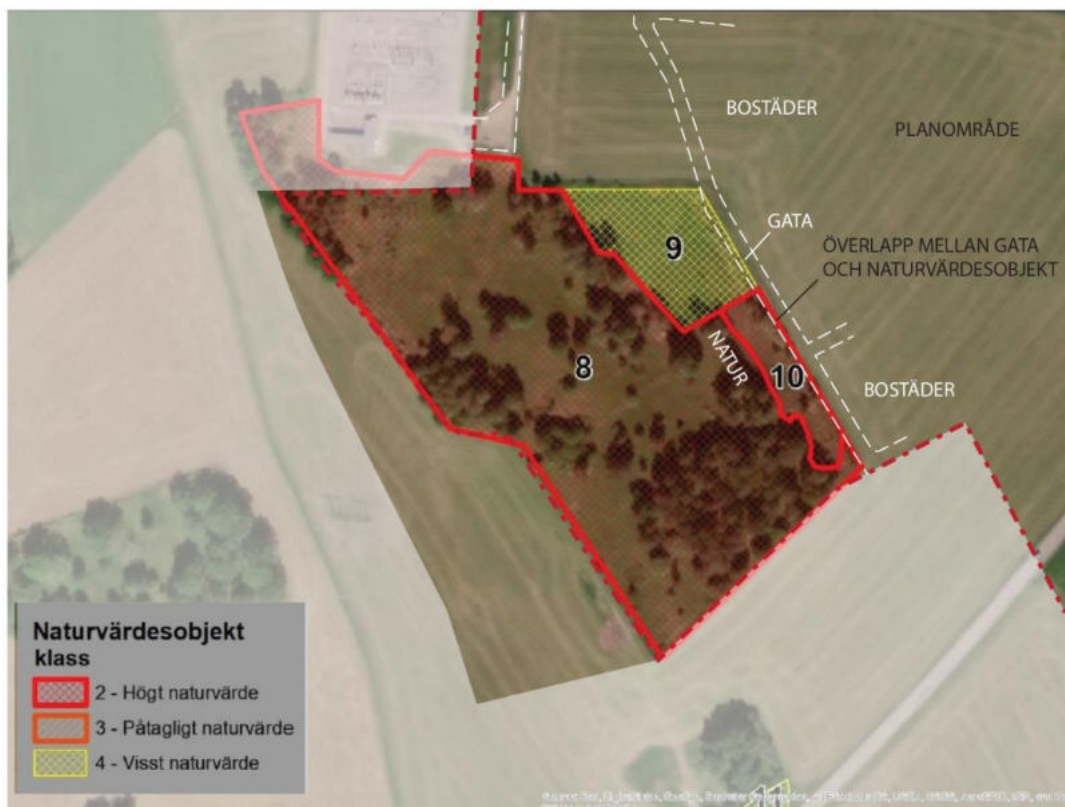 BOSTÄDER
PLANOMRÅDE
GATA
9
ÖVERLAPP MELLAN GATA
OCH NATURVÄRDESOBJEKT
8
NATUR
10
BOSTÄDER
Naturvärdesobjekt
klass
2 - Högt naturvärde
3 - Påtagligt naturvärde
4 - Visst naturvärde